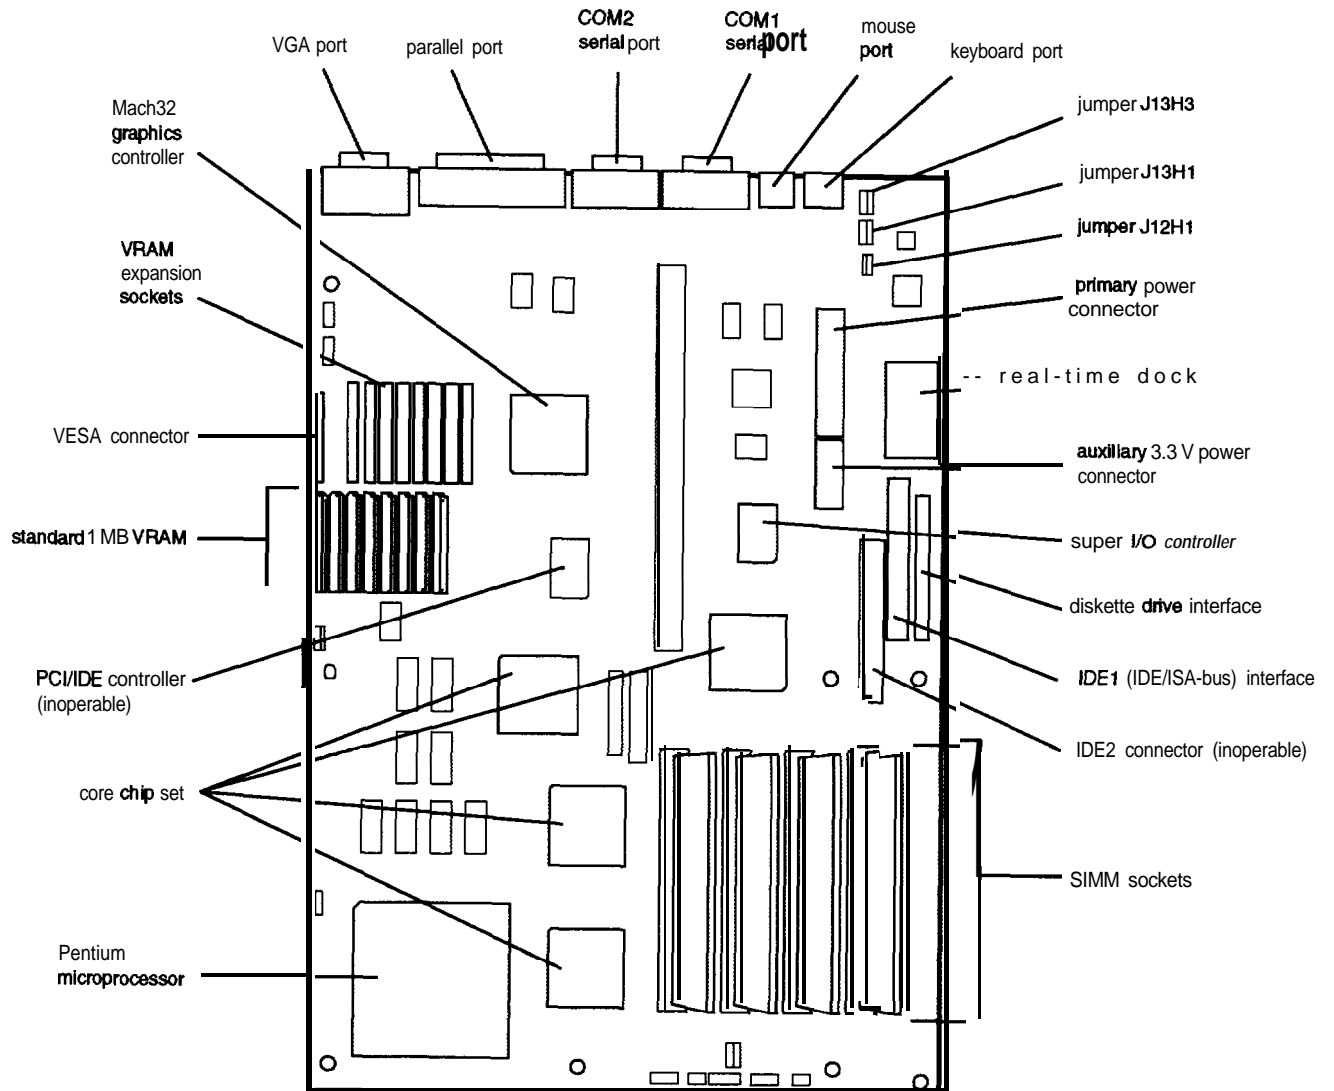 VGA port
parallel port
COM2
serial port
COM1
serial port
mouse
port
keyboard port
Mach32
graphics
controller
jumper J13H3
jumper J13H1
jumper J12H1
VRAM
expansion
sockets
primary power
connector
-- real-time dock
VESA connector
auxiliary 3.3 V power
connector
standard 1 MB VRAM
super I/O controller
diskette drive interface
PCI/IDE controller
(inoperable)
IDE1 (IDE/ISA-bus) interface
IDE2 connector (inoperable)
core chip set
SIMM sockets
Pentium
microprocessor